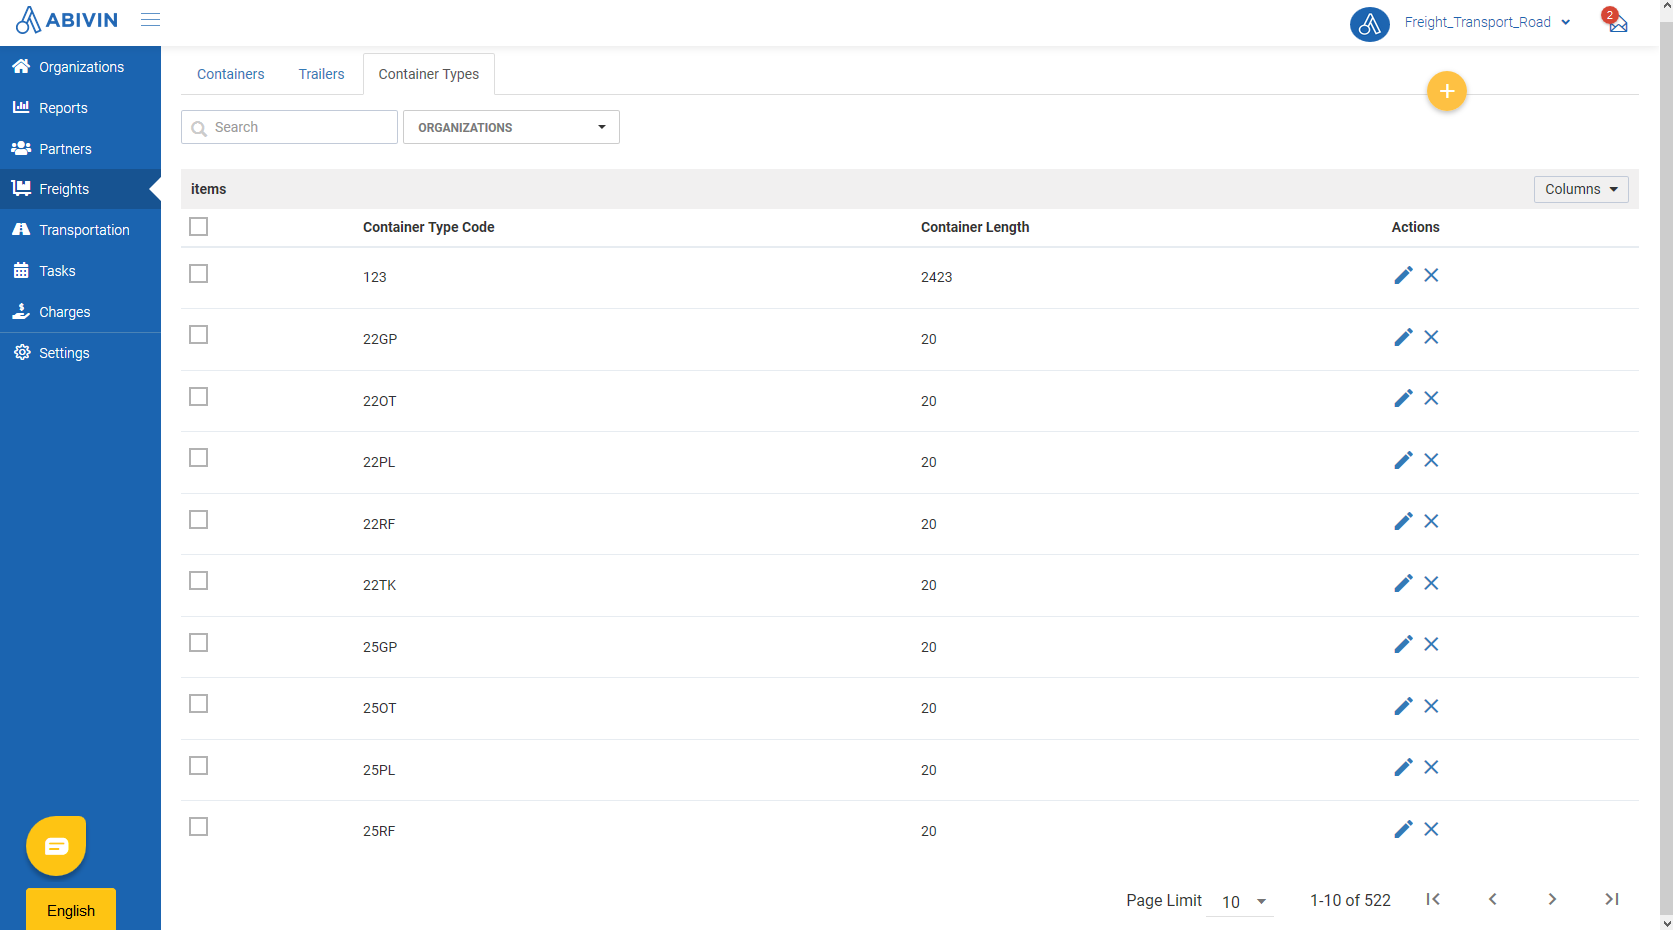 ABIVIN
Freight_Transport_Road
2
Organizations
Reports
Partners
Freights
Transportation
Tasks
Charges
Settings
English
Containers Trailers Container Types
+
Search ORGANIZATIONS
items Columns
Container Type Code Container Length Actions
123 2423
22GP 20
22OT 20
22PL 20
22RF 20
22TK 20
25GP 20
25OT 20
25PL 20
25RF 20
Page Limit 10 1-10 of 522